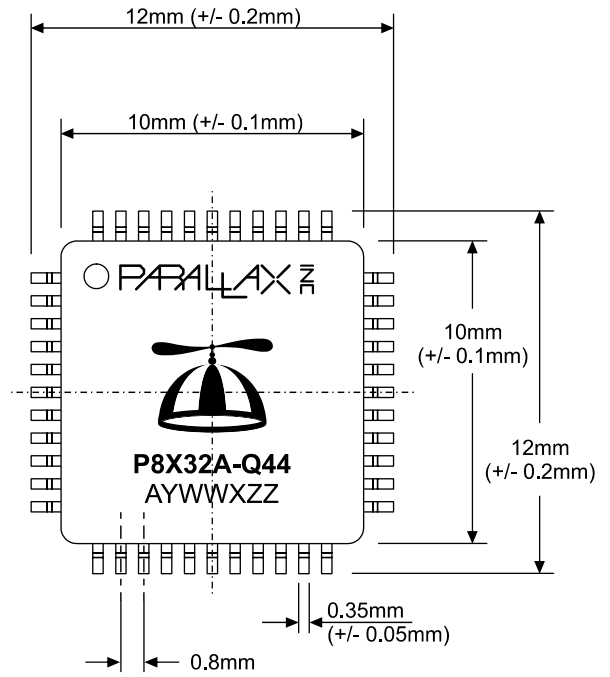 12mm (+/- 0.2mm)
10mm (+/- 0.1mm)
PARALLAX INC
10mm
(+/- 0.1mm)
12mm
(+/- 0.2mm)
P8X32A-Q44
AYWWXZZ
0.35mm
(+/- 0.05mm)
0.8mm